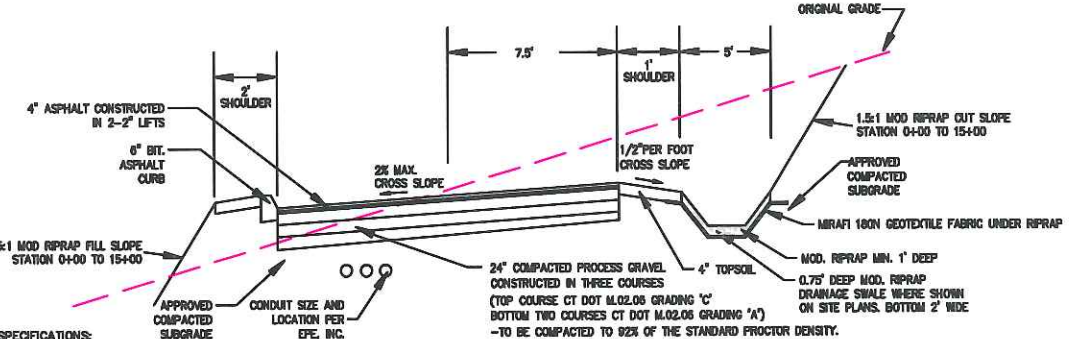 ORIGINAL GRADE
7.5'
1'
SHOULDER
5'
2'
SHOULDER
4" ASPHALT CONSTRUCTED
IN 2-2" LIFTS
6" BIT.
ASPHALT
CURB
2% MAX.
CROSS SLOPE
1/2"PER FOOT
CROSS SLOPE
1.5:1 MOD RIPRAP CUT SLOPE
STATION 0+00 TO 15+00
APPROVED
COMPACTED
SUBGRADE
MIRAFI 180N GEOTEXTILE FABRIC UNDER RIPRAP
MOD. RIPRAP MIN. 1' DEEP
0.75' DEEP MOD. RIPRAP
DRAINAGE SWALE WHERE SHOWN
ON SITE PLANS. BOTTOM 2' WIDE
4" TOPSOIL
24" COMPACTED PROCESS GRAVEL
CONSTRUCTED IN THREE COURSES
(TOP COURSE CT DOT M.02.06 GRADING 'C'
BOTTOM TWO COURSES CT DOT M.02.06 GRADING 'A')
-TO BE COMPACTED TO 92% OF THE STANDARD PROCTOR DENSITY.
:1 MOD RIPRAP FILL SLOPE
STATION 0+00 TO 15+00
APPROVED
COMPACTED
SUBGRADE
CONDUIT SIZE AND
LOCATION PER
EPE, INC.
SPECIFICATIONS: